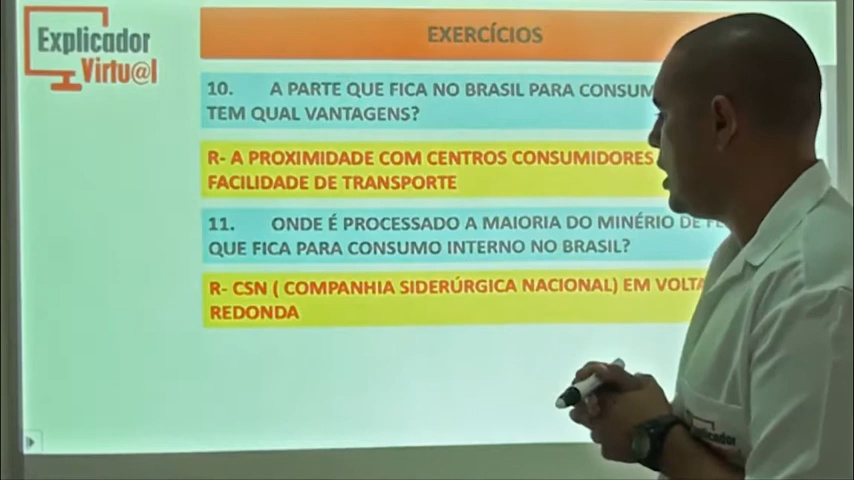 Explicador
Virtu@l
EXERCÍCIOS
10. A PARTE QUE FICA NO BRASIL PARA CONSUM
TEM QUAL VANTAGENS?
R- A PROXIMIDADE COM CENTROS CONSUMIDORES
FACILIDADE DE TRANSPORTE
11. ONDE É PROCESSADO A MAIORIA DO MINÉRIO DE
QUE FICA PARA CONSUMO INTERNO NO BRASIL?
R- CSN ( COMPANHIA SIDERÚRGICA NACIONAL) EM VOLTA
REDONDA